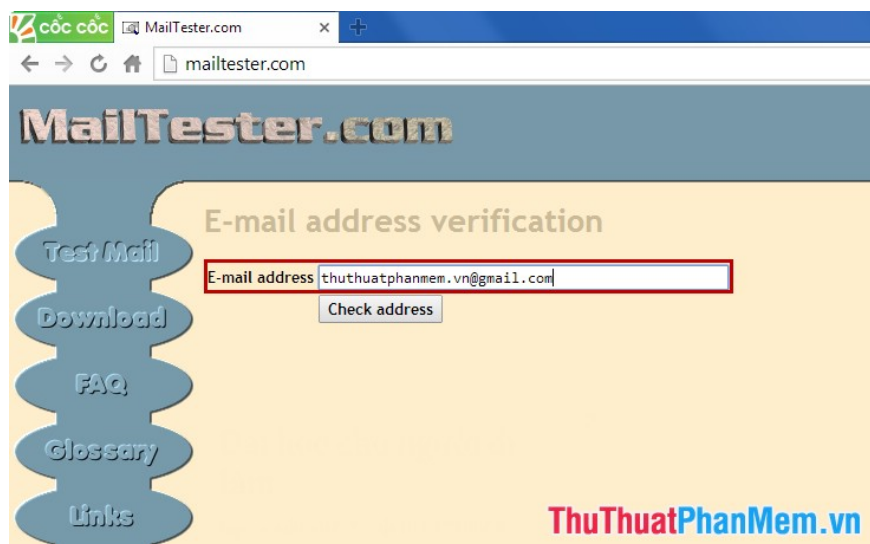 cốc cốc MailTester.com
mailtester.com
MailTester.com
E-mail address verification
Test Mail
E-mail address thuthuatphanmem.vn@gmail.com
Check address
Download
FAQ
Glossary
Links
ThuThuatPhanMem.vn